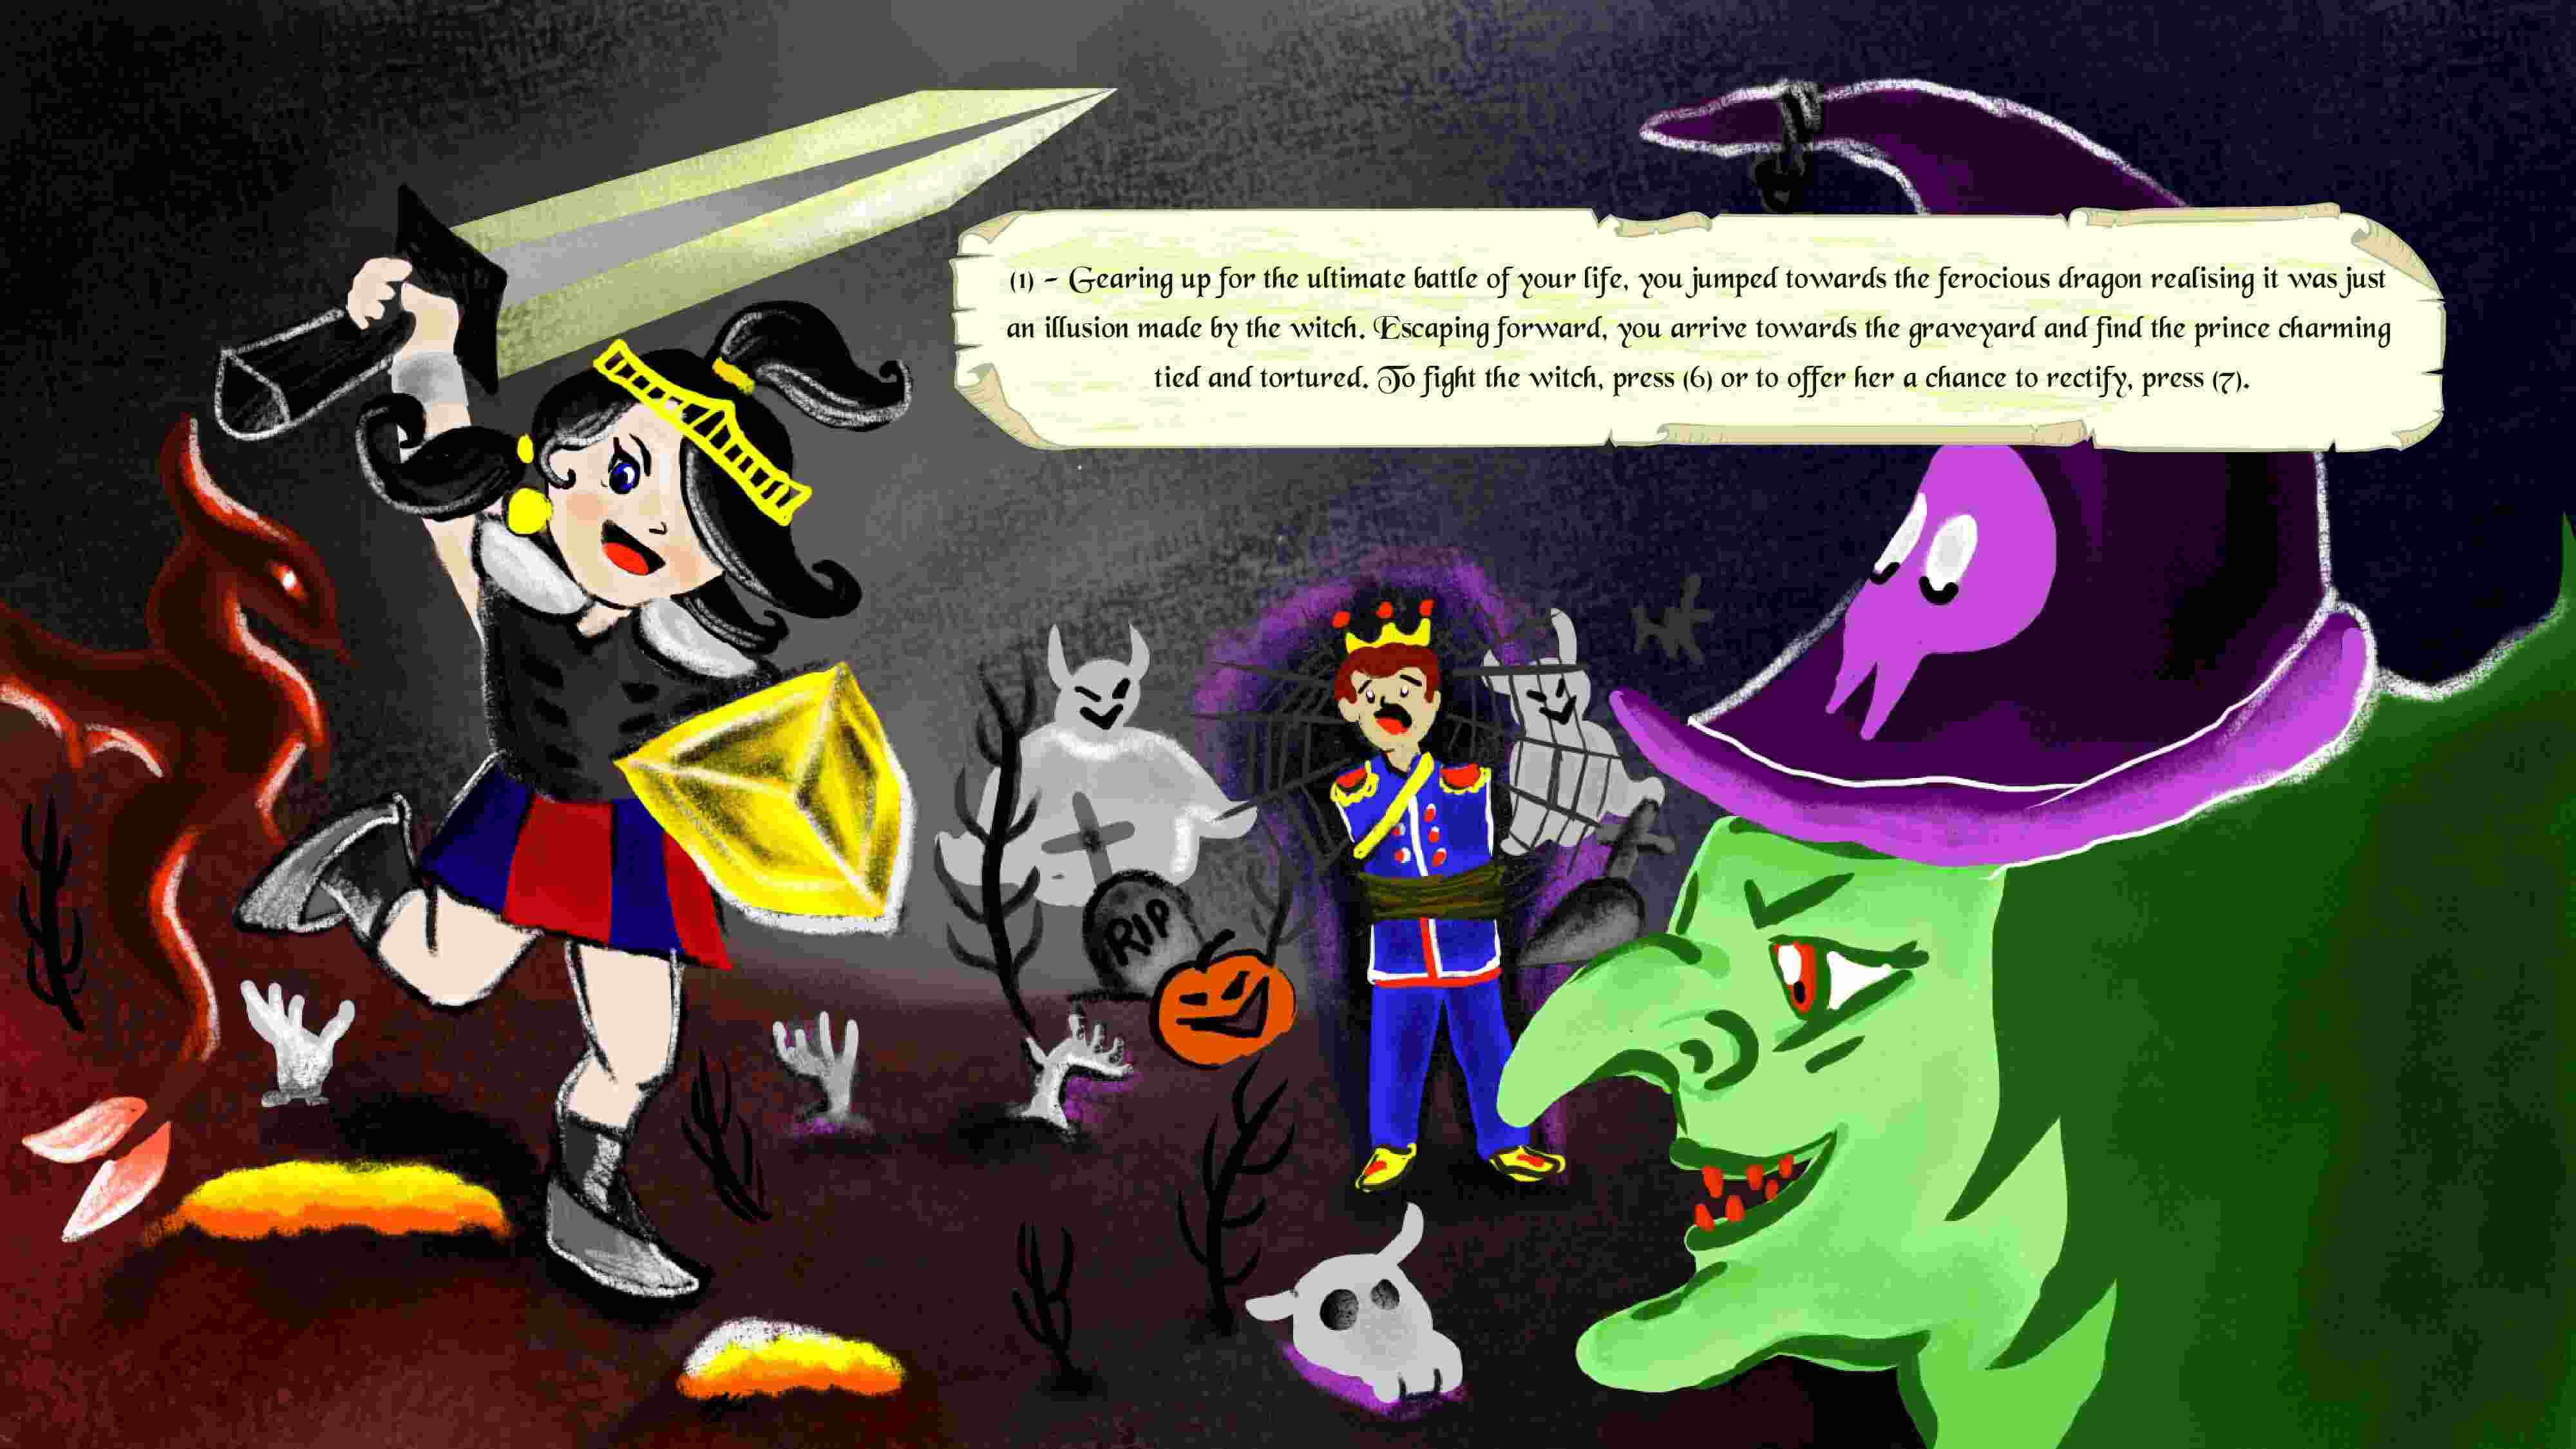 (1) - Gearing up for the ultimate battle of your life, you jumped towards the ferocious dragon realising it was just
an illusion made by the witch. Escaping forward, you arrive towards the graveyard and find the prince charming
tied and tortured. To fight the witch, press (6) or to offer her a chance to rectify, press (7).
RIP